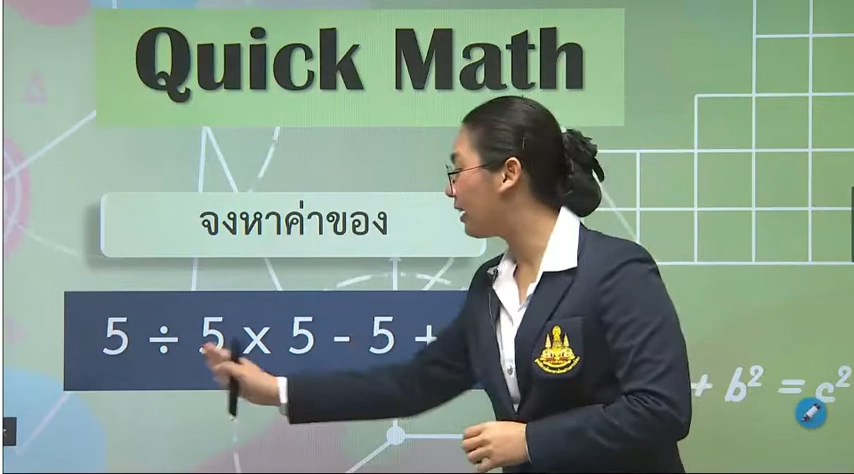 Quick Math
จงหาค่าของ
5 ÷ 5 x 5 - 5 +
+ b² = c²